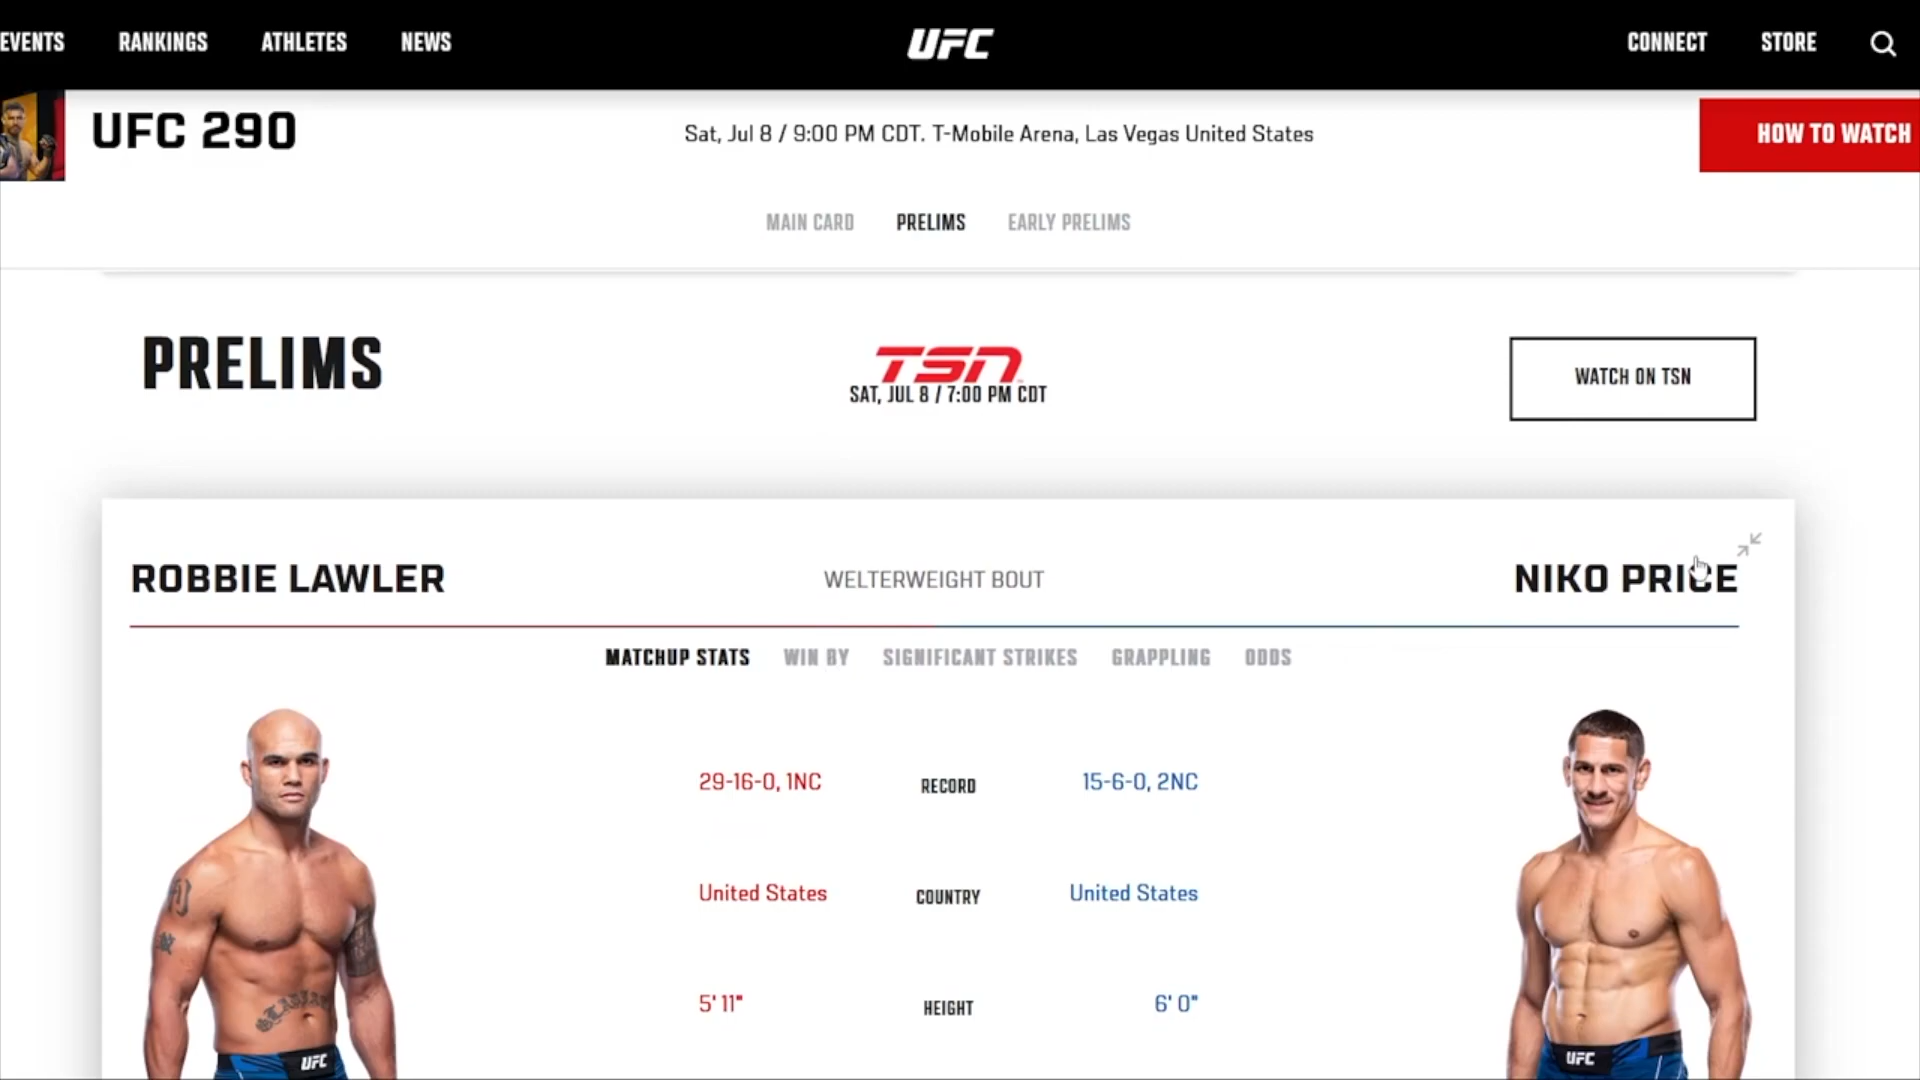 EVENTS RANKINGS ATHLETES NEWS UFC CONNECT STORE
UFC 290 Sat, Jul 8 / 9:00 PM CDT. T-Mobile Arena, Las Vegas United States HOW TO WATCH
MAIN CARD PRELIMS EARLY PRELIMS
PRELIMS TSN WATCH ON TSN
SAT, JUL 8 / 7:00 PM CDT
ROBBIE LAWLER WELTERWEIGHT BOUT NIKO PRICE
MATCHUP STATS WIN BY SIGNIFICANT STRIKES GRAPPLING ODDS
29-16-0, 1NC RECORD 15-6-0, 2NC
United States COUNTRY United States
5' 11" HEIGHT 6' 0"
UFC UFC